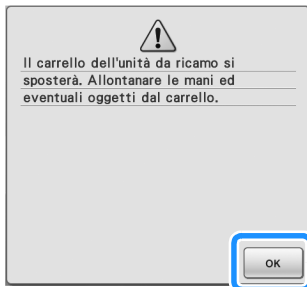 Il carrello dell'unità da ricamo si
sposterà. Allontanare le mani ed
eventuali oggetti dal carrello.
OK